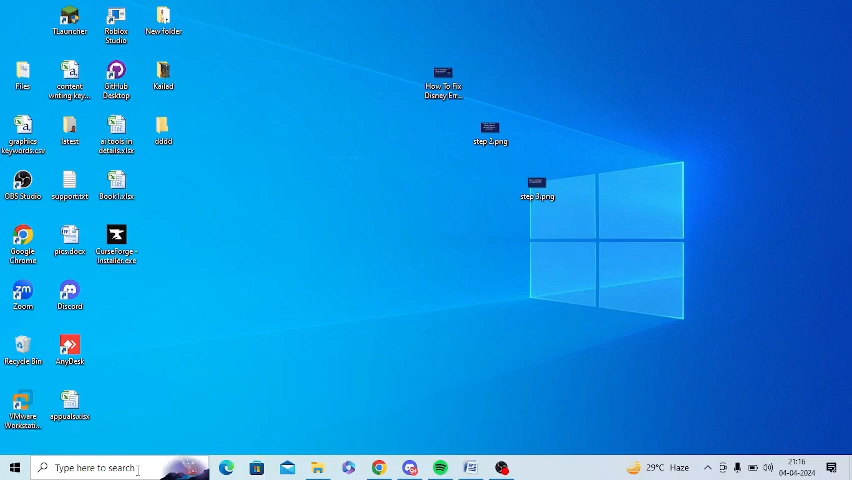 TLauncher
Roblox
Studio
New folder
Files
content
writing key...
GitHub
Desktop
Kailad
How To Fix
Disney Err...
graphics
keywords.csv
latest
ai tools in
details.xlsx
dddd
step 2.png
OBS Studio
support.txt
Book1.xlsx
step 3.png
Google
Chrome
pics.docx
CurseForge -
Installer.exe
Zoom
Discord
Recycle Bin
AnyDesk
VMware
Workstati...
appuals.xlsx
Type here to search
29°C Haze
21:16
04-04-2024